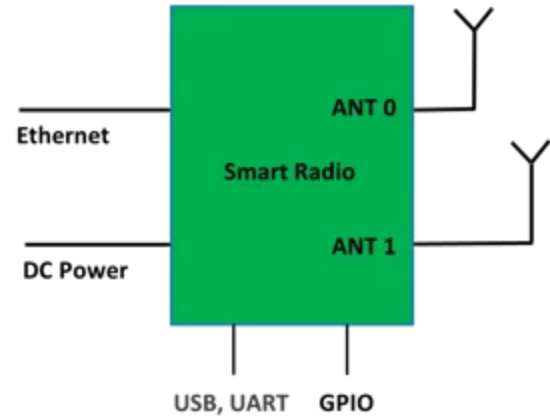 ANT 0
Ethernet
Smart Radio
ANT 1
DC Power
USB, UART GPIO